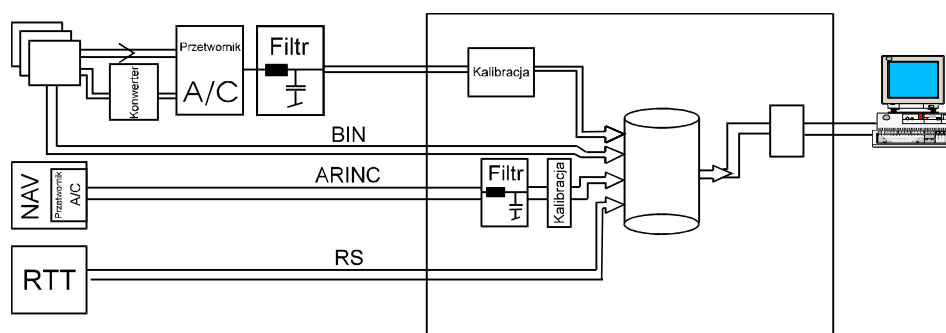 Przetwornik
A/C
Filtr
Konwerter
Kalibracja
BIN
NAV
Przetwornik
A/C
ARINC
Filtr
Kalibracja
RTT
RS